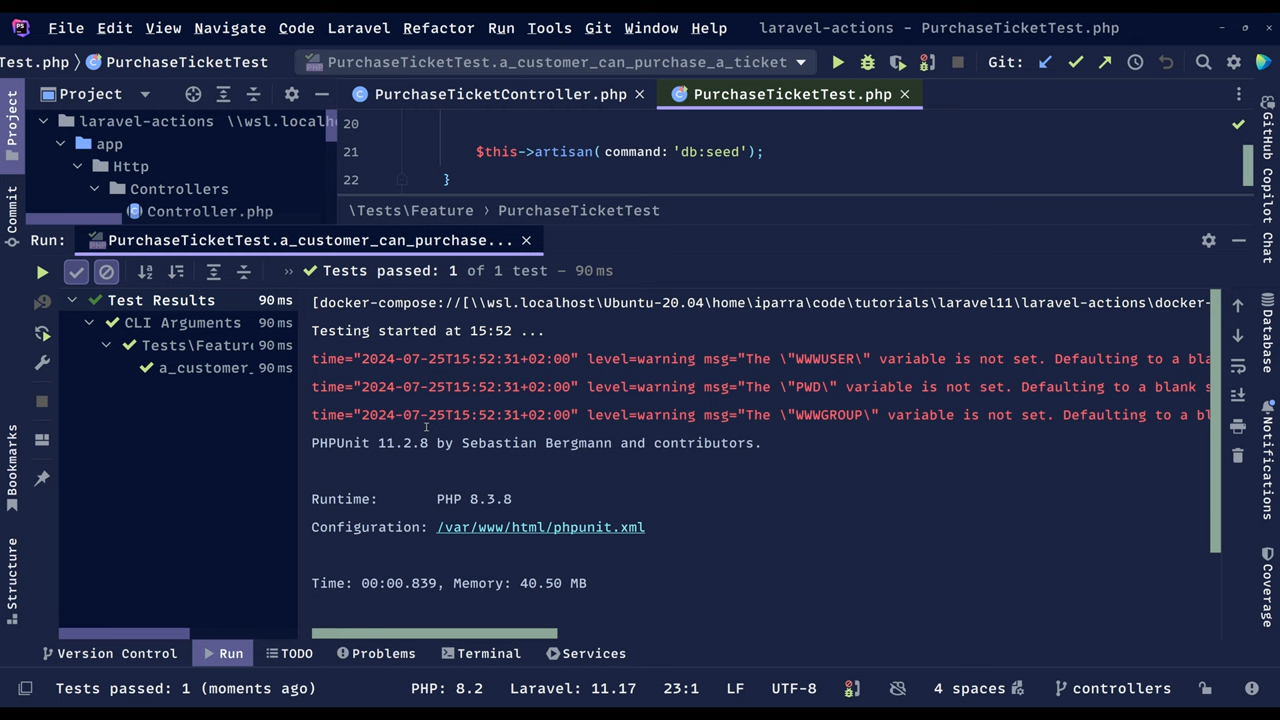 PS File Edit View Navigate Code Laravel Refactor Run Tools Git Window Help laravel-actions – PurchaseTicketTest.php
Test.php PurchaseTicketTest PurchaseTicketTest.a_customer_can_purchase_a_ticket Git:
Project PurchaseTicketController.php PurchaseTicketTest.php
laravel-actions \\wsl.localh
app
Http
Controllers
Controller.php
20
21 $this->artisan( command: 'db:seed');
22 }
\Tests\Feature › PurchaseTicketTest
Run: PurchaseTicketTest.a_customer_can_purchase...
Tests passed: 1 of 1 test – 90 ms
Test Results 90 ms
CLI Arguments 90 ms
Tests\Featur 90 ms
a_customer_ 90 ms
[docker-compose://[\\wsl.localhost\Ubuntu-20.04\home\iparra\code\tutorials\laravel11\laravel-actions\docker-
Testing started at 15:52 ...
time="2024-07-25T15:52:31+02:00" level=warning msg="The \"WWWUSER\" variable is not set. Defaulting to a bla
time="2024-07-25T15:52:31+02:00" level=warning msg="The \"PWD\" variable is not set. Defaulting to a blank s
time="2024-07-25T15:52:31+02:00" level=warning msg="The \"WWWGROUP\" variable is not set. Defaulting to a bl
PHPUnit 11.2.8 by Sebastian Bergmann and contributors.
Runtime: PHP 8.3.8
Configuration: /var/www/html/phpunit.xml
Time: 00:00.839, Memory: 40.50 MB
Version Control Run TODO Problems Terminal Services
Tests passed: 1 (moments ago) PHP: 8.2 Laravel: 11.17 23:1 LF UTF-8 4 spaces controllers
Project
Commit
Bookmarks
Structure
GitHub Copilot Chat
Database
Notifications
Coverage